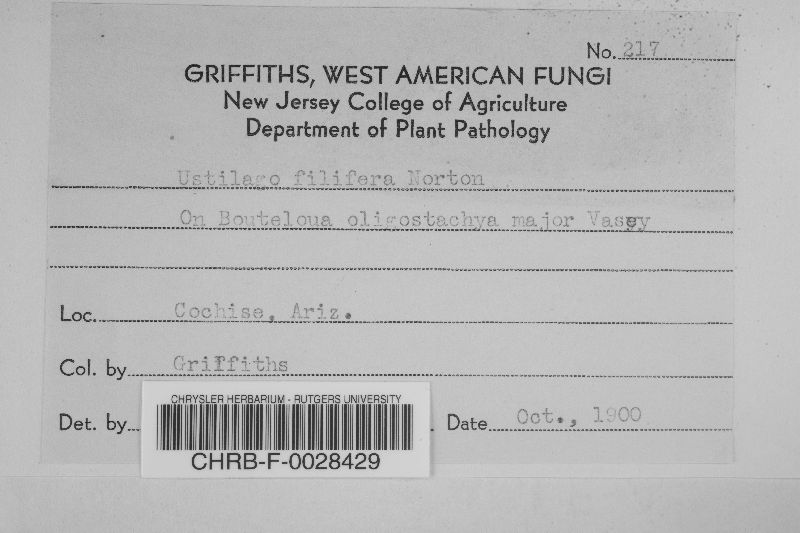 No. 217
GRIFFITHS, WEST AMERICAN FUNGI
New Jersey College of Agriculture
Department of Plant Pathology
Ustilago filifera Norton
On Bouteloua oligostachya major Vasey
Loc. Cochise, Ariz.
Col. by Griffiths
Det. by
Date Oct., 1900
CHRYSLER HERBARIUM - RUTGERS UNIVERSITY
CHRB-F-0028429